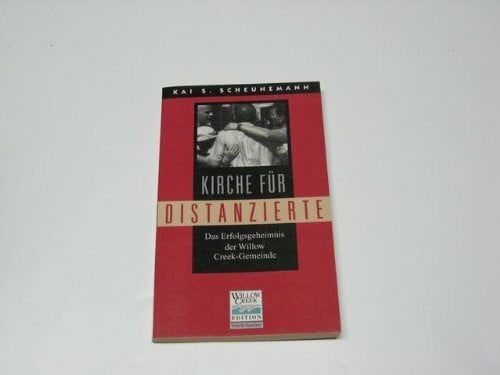 KAI S. SCHEUNEMANN
KIRCHE FÜR
DISTANZIERTE
Das Erfolgsgeheimnis
der Willow
Creek-Gemeinde
WILLOW
CREEK
EDITION